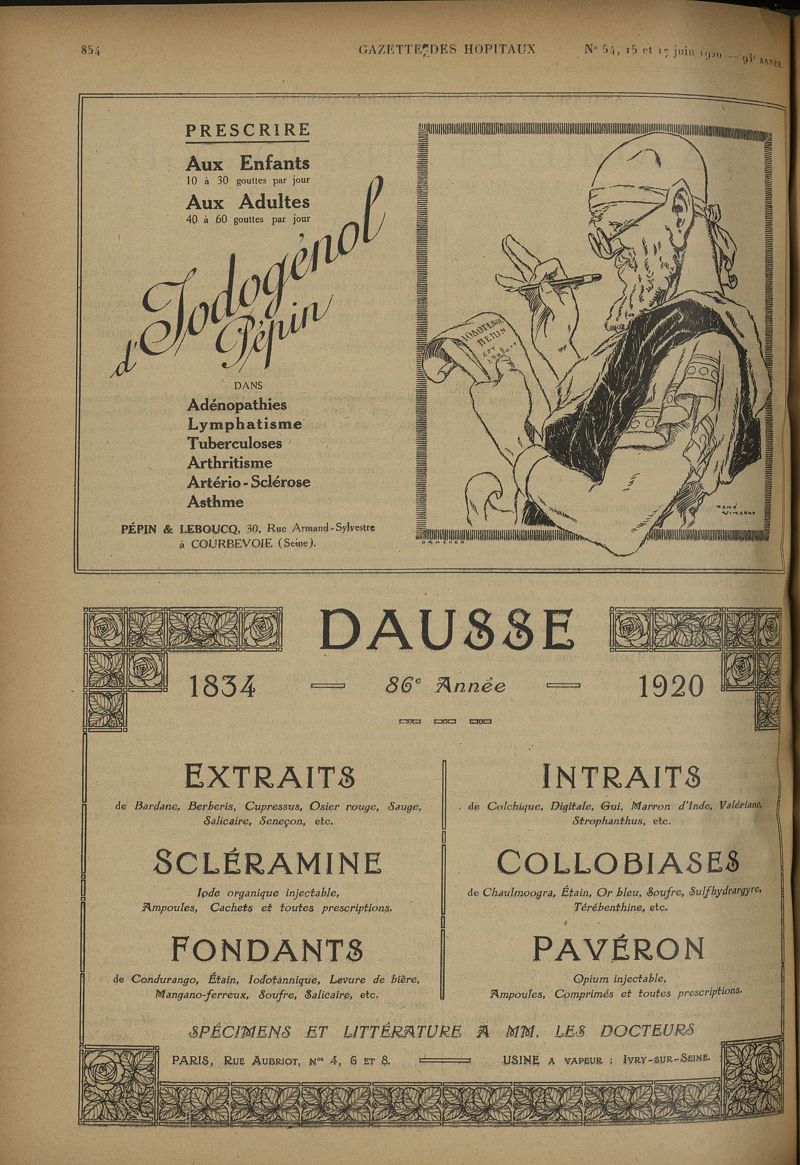 854
GAZETTE DES HOPITAUX
N° 54, 15 et 17 juin 1920 — 93e ANNÉE.
PRESCRIRE
Aux Enfants
10 à 30 gouttes par jour
Aux Adultes
40 à 60 gouttes par jour
d'Iodogénol
Pépin
DANS
Adénopathies
Lymphatisme
Tuberculoses
Arthritisme
Artério-Sclérose
Asthme
PÉPIN & LEBOUCQ, 30, Rue Armand-Sylvestre
à COURBEVOIE (Seine).
IODOGÉNOL
PÉPIN
RENÉ
VINCENT
DRAEGER
DAUSSE
1834
86e Année
1920
EXTRAITS
de Bardane, Berberis, Cupressus, Osier rouge, Sauge,
Salicaire, Seneçon, etc.
SCLÉRAMINE
Iode organique injectable,
Ampoules, Cachets et toutes prescriptions.
FONDANTS
de Condurango, Étain, Iodotannique, Levure de bière,
Mangano-ferreux, Soufre, Salicaire, etc.
INTRAITS
de Colchique, Digitale, Gui, Marron d'Inde, Valériane,
Strophanthus, etc.
COLLOBIASES
de Chaulmoogra, Étain, Or bleu, Soufre, Sulfhydrargyre,
Térébenthine, etc.
PAVÉRON
Opium injectable,
Ampoules, Comprimés et toutes prescriptions.
SPÉCIMENS ET LITTÉRATURE A MM. LES DOCTEURS
PARIS, RUE AUBRIOT, Nos 4, 6 ET 8.
USINE A VAPEUR : IVRY-SUR-SEINE.